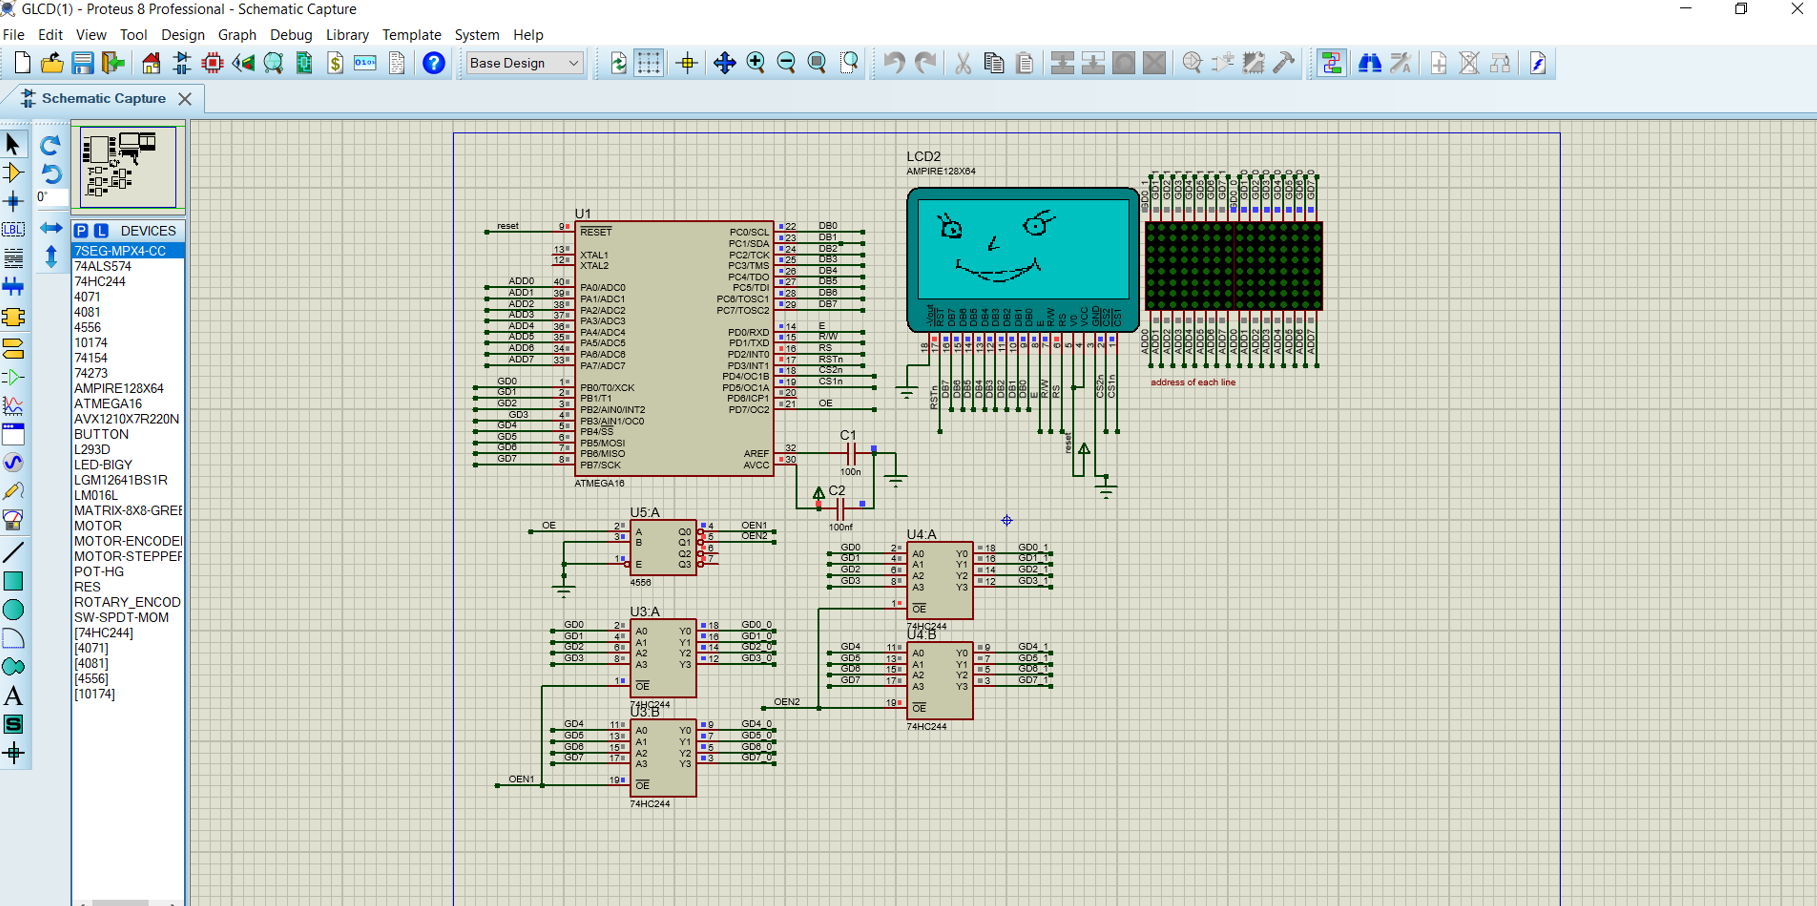 GLCD(1) - Proteus 8 Professional - Schematic Capture
File Edit View Tool Design Graph Debug Library Template System Help
Base Design
Schematic Capture
0°
P L DEVICES
7SEG-MPX4-CC
74ALS574
74HC244
4071
4081
4556
10174
74154
74273
AMPIRE128X64
ATMEGA16
AVX1210X7R220N
BUTTON
L293D
LED-BIGY
LGM12641BS1R
LM016L
MATRIX-8X8-GREE
MOTOR
MOTOR-ENCODE
MOTOR-STEPPER
POT-HG
RES
ROTARY_ENCOD
SW-SPDT-MOM
[74HC244]
[4071]
[4081]
[4556]
[10174]
LBL
A
S
U1
reset 9 RESET PC0/SCL 22 DB0
PC1/SDA 23 DB1
13 XTAL1 PC2/TCK 24 DB2
12 XTAL2 PC3/TMS 25 DB3
PC4/TDO 26 DB4
ADD0 40 PA0/ADC0 PC5/TDI 27 DB5
ADD1 39 PA1/ADC1 PC6/TOSC1 28 DB6
ADD2 38 PA2/ADC2 PC7/TOSC2 29 DB7
ADD3 37 PA3/ADC3
ADD4 36 PA4/ADC4 PD0/RXD 14 E
ADD5 35 PA5/ADC5 PD1/TXD 15 R/W
ADD6 34 PA6/ADC6 PD2/INT0 16 RS
ADD7 33 PA7/ADC7 PD3/INT1 17 RSTn
PD4/OC1B 18 CS2n
GD0 1 PB0/T0/XCK PD5/OC1A 19 CS1n
GD1 2 PB1/T1 PD6/ICP1 20
GD2 3 PB2/AIN0/INT2 PD7/OC2 21 OE
GD3 4 PB3/AIN1/OC0
GD4 5 PB4/SS
GD5 6 PB5/MOSI
GD6 7 PB6/MISO AREF 32
GD7 8 PB7/SCK AVCC 30
ATMEGA16
C1
100n
C2
100nf
LCD2
AMPIRE128X64
-Vout RST DB7 DB6 DB5 DB4 DB3 DB2 DB1 DB0 E R/W RS V0 VCC GND CS2 CS1
18 17 16 15 14 13 12 11 10 9 8 7 6 5 4 3 2 1
RSTn DB7 DB6 DB5 DB4 DB3 DB2 DB1 DB0 E R/W RS CS2n CS1n
reset
GD0_1 GD1_1 GD2_1 GD3_1 GD4_1 GD5_1 GD6_1 GD7_1 GD0_0 GD1_0 GD2_0 GD3_0 GD4_0 GD5_0 GD6_0 GD7_0
ADD0 ADD1 ADD2 ADD3 ADD4 ADD5 ADD6 ADD7 ADD0 ADD1 ADD2 ADD3 ADD4 ADD5 ADD6 ADD7
address of each line
U5:A
OE 2 A Q0 4 OEN1
3 B Q1 5 OEN2
Q2 6
1 E Q3 7
4556
U3:A
GD0 2 A0 Y0 18 GD0_0
GD1 4 A1 Y1 16 GD1_0
GD2 6 A2 Y2 14 GD2_0
GD3 8 A3 Y3 12 GD3_0
1 OE
74HC244
U3:B
GD4 11 A0 Y0 9 GD4_0
GD5 13 A1 Y1 7 GD5_0
GD6 15 A2 Y2 5 GD6_0
GD7 17 A3 Y3 3 GD7_0
OEN1 19 OE
74HC244
U4:A
GD0 2 A0 Y0 18 GD0_1
GD1 4 A1 Y1 16 GD1_1
GD2 6 A2 Y2 14 GD2_1
GD3 8 A3 Y3 12 GD3_1
1 OE
74HC244
U4:B
GD4 11 A0 Y0 9 GD4_1
GD5 13 A1 Y1 7 GD5_1
GD6 15 A2 Y2 5 GD6_1
GD7 17 A3 Y3 3 GD7_1
OEN2 19 OE
74HC244